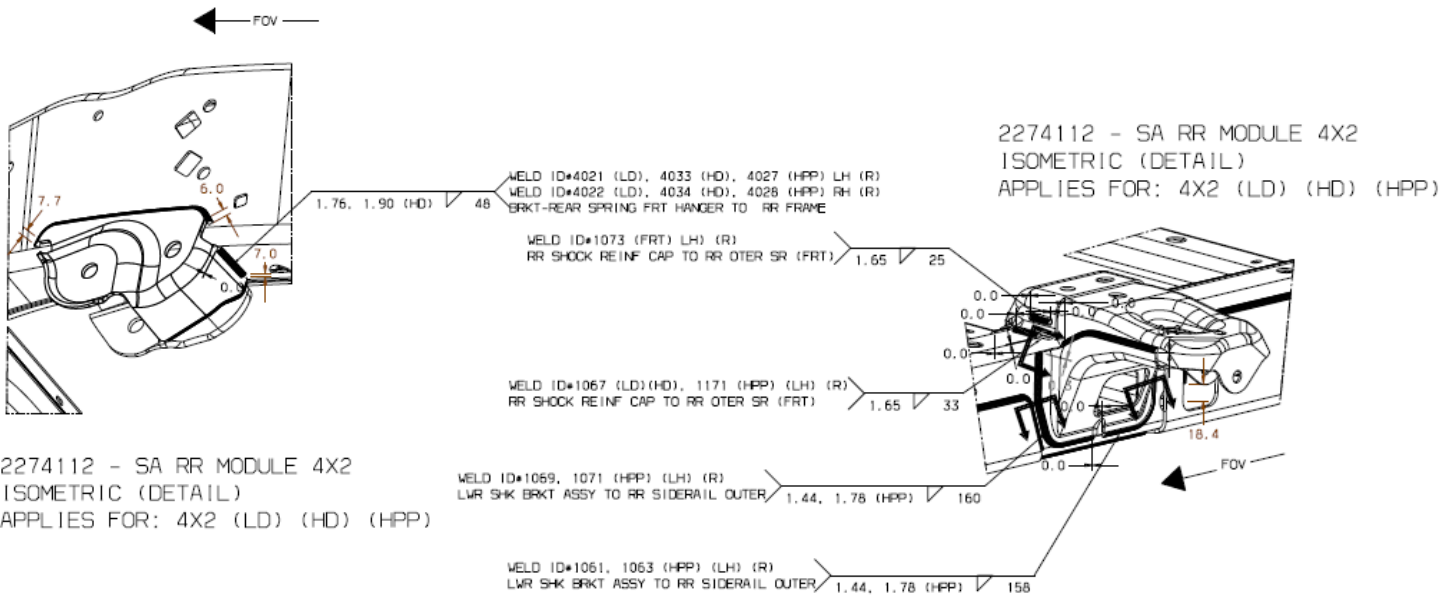 FOV
7.7
6.0
7.0
0.0
1.76, 1.90 (HD) 48
WELD ID#4021 (LD), 4033 (HD), 4027 (HPP) LH (R)
WELD ID#4022 (LD), 4034 (HD), 4028 (HPP) RH (R)
BRKT-REAR SPRING FRT HANGER TO RR FRAME
2274112 - SA RR MODULE 4X2
ISOMETRIC (DETAIL)
APPLIES FOR: 4X2 (LD) (HD) (HPP)
WELD ID#1073 (FRT) LH) (R)
RR SHOCK REINF CAP TO RR OTER SR (FRT)
1.65 25
0.0
0.0
0.0
0.0
0.0
0.0
0.0
0.0
18.4
FOV
WELD ID#1067 (LD)(HD), 1171 (HPP) (LH) (R)
RR SHOCK REINF CAP TO RR OTER SR (FRT)
1.65 33
2274112 - SA RR MODULE 4X2
ISOMETRIC (DETAIL)
APPLIES FOR: 4X2 (LD) (HD) (HPP)
WELD ID#1069, 1071 (HPP) (LH) (R)
LWR SHK BRKT ASSY TO RR SIDERAIL OUTER
1.44, 1.78 (HPP) 160
WELD ID#1061, 1063 (HPP) (LH) (R)
LWR SHK BRKT ASSY TO RR SIDERAIL OUTER
1.44, 1.78 (HPP) 158